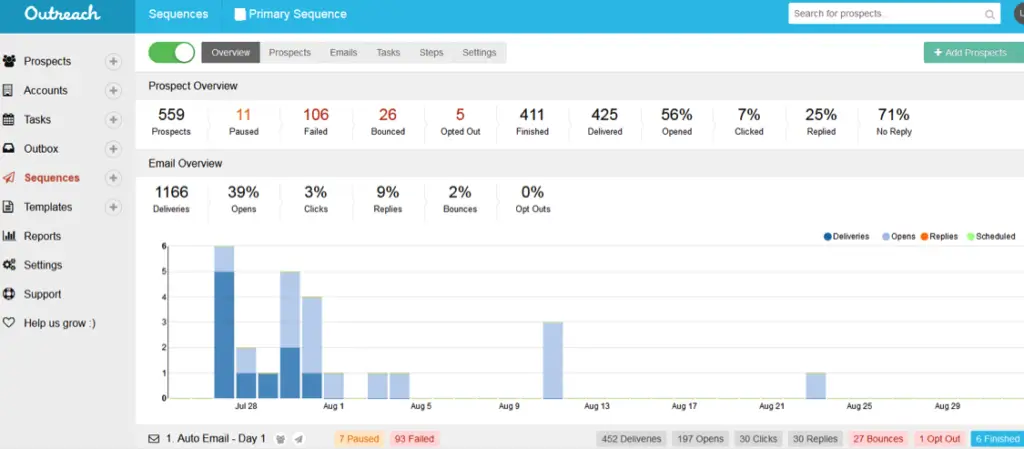 Outreach
Sequences
Primary Sequence
Search for prospects..
Prospects
Accounts
Tasks
Outbox
Sequences
Templates
Reports
Settings
Support
Help us grow :)
Overview Prospects Emails Tasks Steps Settings
+ Add Prospects
Prospect Overview
559 11 106 26 5 411 425 56% 7% 25% 71%
Prospects Paused Failed Bounced Opted Out Finished Delivered Opened Clicked Replied No Reply
Email Overview
1166 39% 3% 9% 2% 0%
Deliveries Opens Clicks Replies Bounces Opt Outs
Deliveries Opens Replies Scheduled
6
5
4
3
2
1
0
Jul 28 Aug 1 Aug 5 Aug 9 Aug 13 Aug 17 Aug 21 Aug 25 Aug 29
1. Auto Email - Day 1 7 Paused 93 Failed 452 Deliveries 197 Opens 30 Clicks 30 Replies 27 Bounces 1 Opt Out 6 Finished